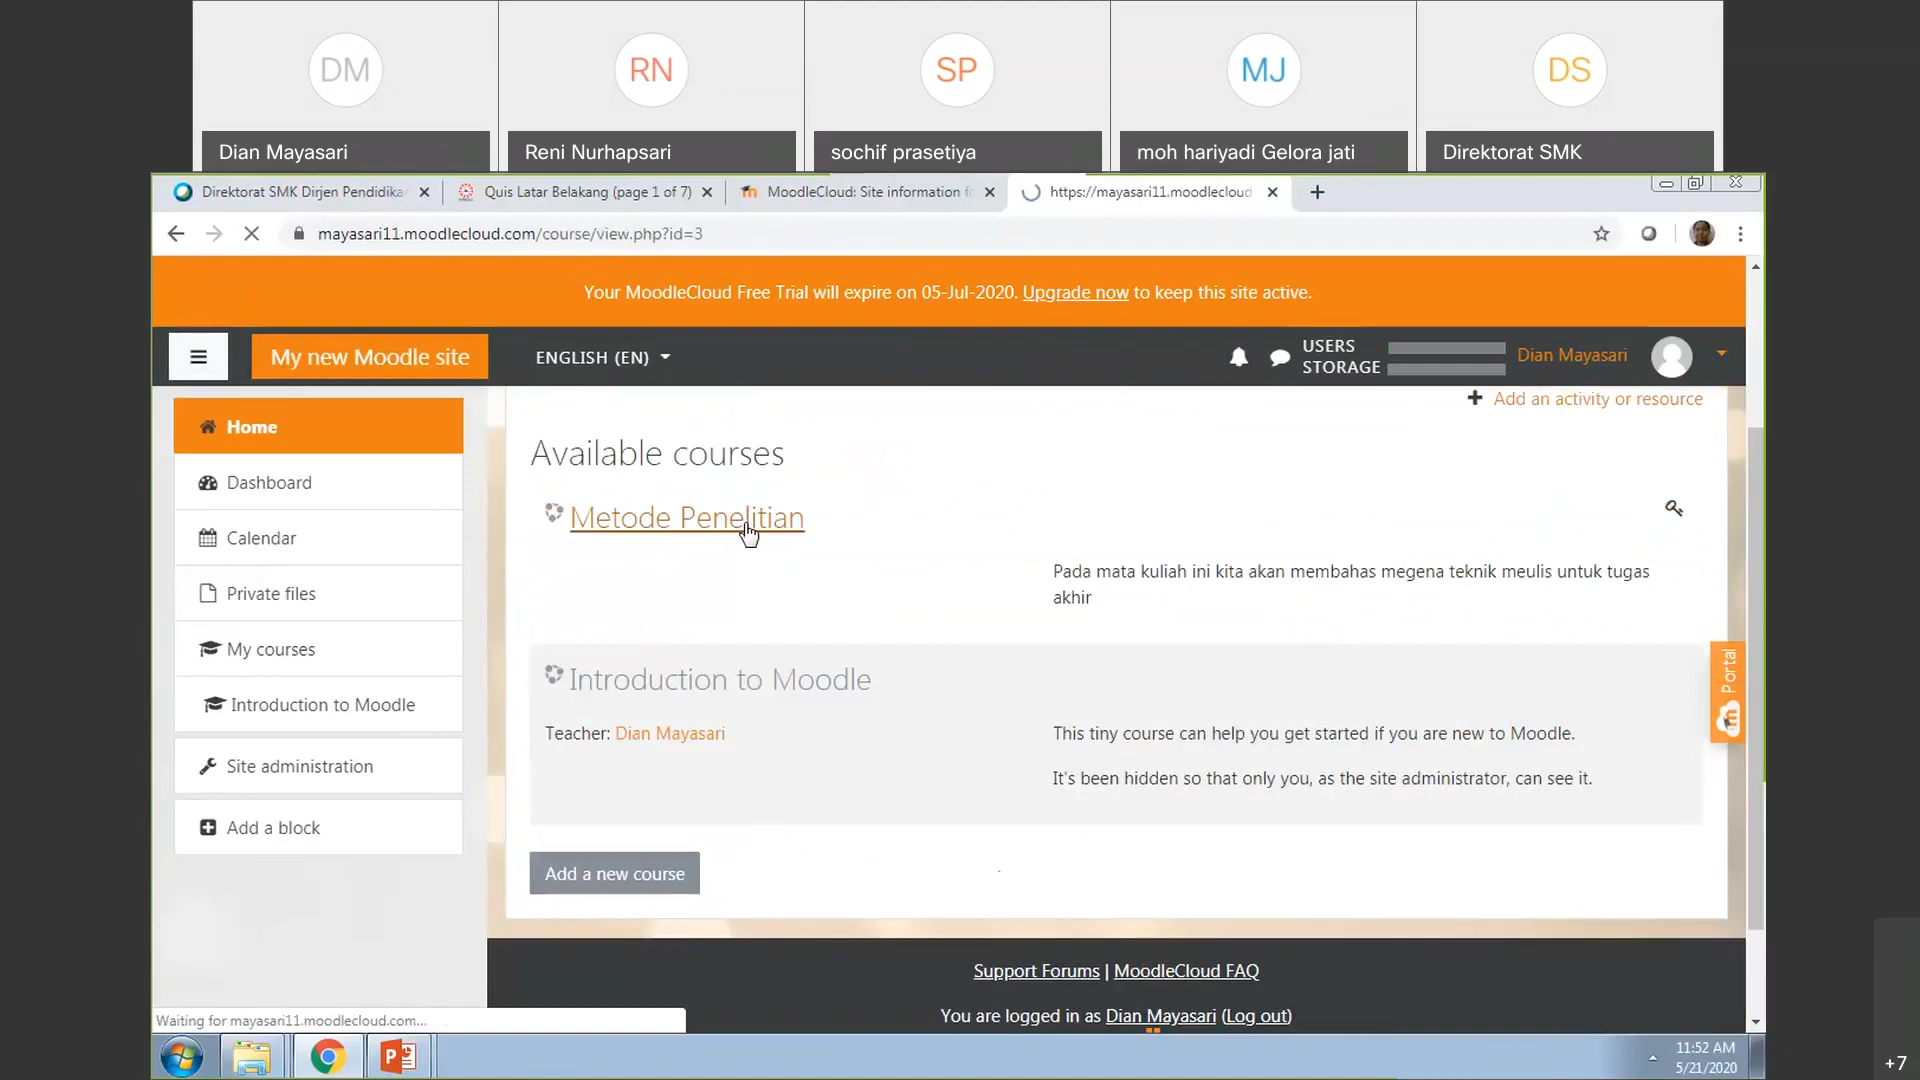 DM
RN
SP
MJ
DS
Dian Mayasari
Reni Nurhapsari
sochif prasetiya
moh hariyadi Gelora jati
Direktorat SMK
Direktorat SMK Dirjen Pendidika
Quis Latar Belakang (page 1 of 7)
MoodleCloud: Site information fo
https://mayasari11.moodlecloud
mayasari11.moodlecloud.com/course/view.php?id=3
Your MoodleCloud Free Trial will expire on 05-Jul-2020. Upgrade now to keep this site active.
My new Moodle site
ENGLISH (EN)
USERS
STORAGE
Dian Mayasari
Home
Dashboard
Calendar
Private files
My courses
Introduction to Moodle
Site administration
Add a block
Add an activity or resource
Available courses
Metode Penelitian
Pada mata kuliah ini kita akan membahas megena teknik meulis untuk tugas
akhir
Introduction to Moodle
Teacher: Dian Mayasari
This tiny course can help you get started if you are new to Moodle.
It's been hidden so that only you, as the site administrator, can see it.
Portal
Add a new course
Support Forums | MoodleCloud FAQ
You are logged in as Dian Mayasari (Log out)
Waiting for mayasari11.moodlecloud.com...
11:52 AM
5/21/2020
+7